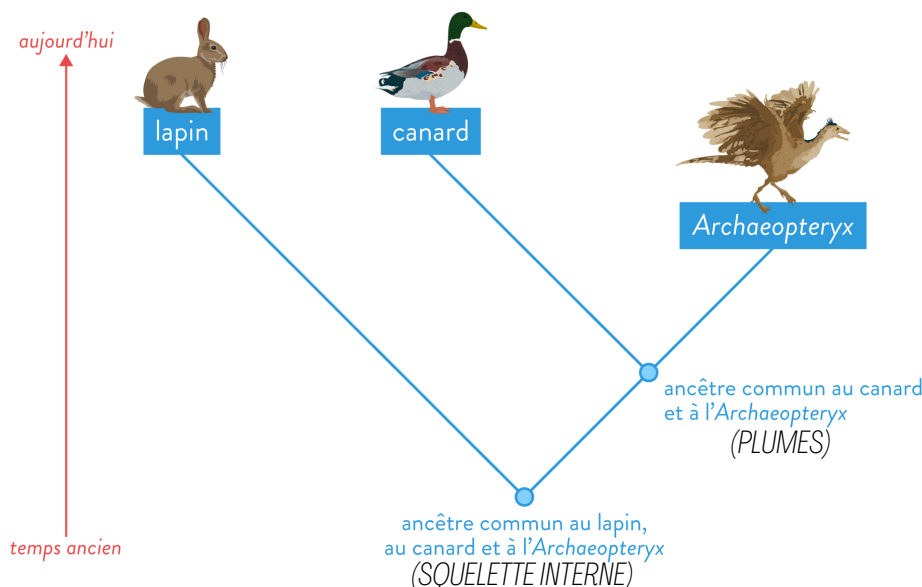 aujourd'hui
lapin
canard
Archaeopteryx
ancêtre commun au canard
et à l'Archaeopteryx
(PLUMES)
ancêtre commun au lapin,
au canard et à l'Archaeopteryx
(SQUELETTE INTERNE)
temps ancien